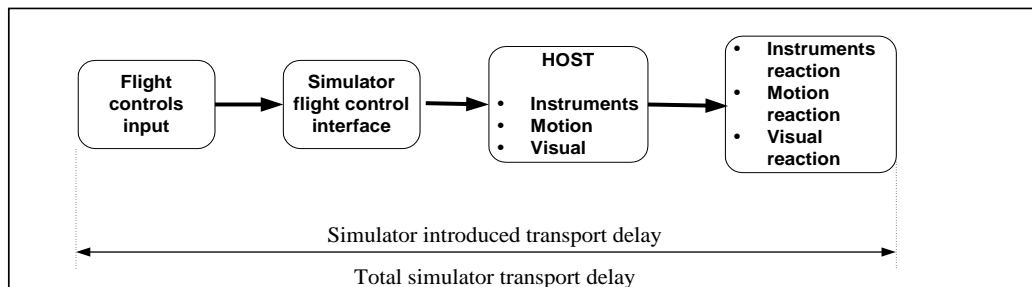 Flight
controls
input
Simulator
flight control
interface
HOST
• Instruments
• Motion
• Visual
• Instruments
reaction
• Motion
reaction
• Visual
reaction
Simulator introduced transport delay
Total simulator transport delay